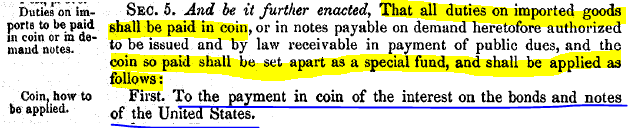 Duties on im-
ports to be paid
in coin or in de-
mand notes.
SEC. 5. And be it further enacted, That all duties on imported goods
shall be paid in coin, or in notes payable on demand heretofore authorized
to be issued and by law receivable in payment of public dues, and the
coin so paid shall be set apart as a special fund, and shall be applied as
follows:
Coin, how to
be applied.
First. To the payment in coin of the interest on the bonds and notes
of the United States.